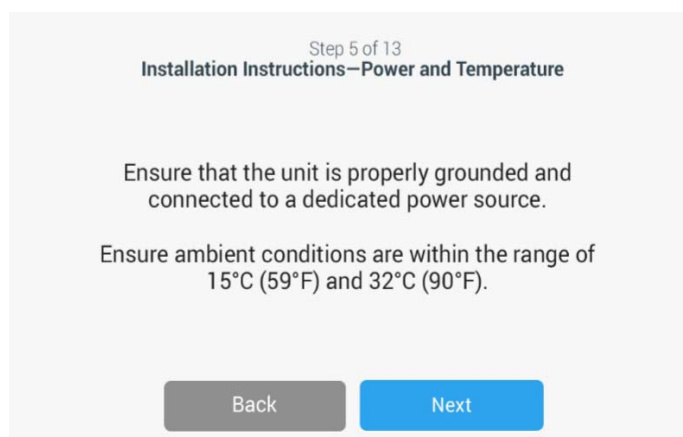 Step 5 of 13
Installation Instructions—Power and Temperature
Ensure that the unit is properly grounded and
connected to a dedicated power source.
Ensure ambient conditions are within the range of
15°C (59°F) and 32°C (90°F).
Back
Next